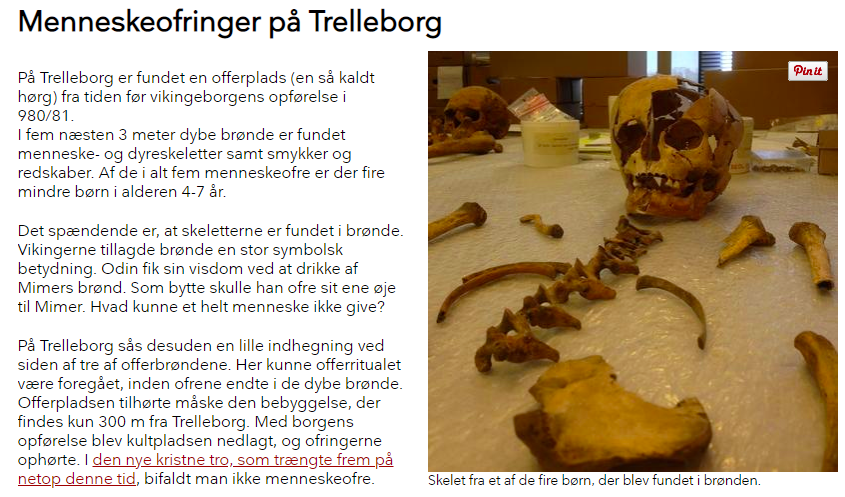 Menneskeofringer på Trelleborg
På Trelleborg er fundet en offerplads (en så kaldt
hørg) fra tiden før vikingeborgens opførelse i
980/81.
I fem næsten 3 meter dybe brønde er fundet
menneske- og dyreskeletter samt smykker og
redskaber. Af de i alt fem menneskeofre er der fire
mindre børn i alderen 4-7 år.
Det spændende er, at skeletterne er fundet i brønde.
Vikingerne tillagde brønde en stor symbolsk
betydning. Odin fik sin visdom ved at drikke af
Mimers brønd. Som bytte skulle han ofre sit ene øje
til Mimer. Hvad kunne et helt menneske ikke give?
På Trelleborg sås desuden en lille indhegning ved
siden af tre af offerbrøndene. Her kunne offerritualet
være foregået, inden ofrene endte i de dybe brønde.
Offerpladsen tilhørte måske den bebyggelse, der
findes kun 300 m fra Trelleborg. Med borgens
opførelse blev kultpladsen nedlagt, og ofringerne
ophørte. I den nye kristne tro, som trængte frem på
netop denne tid, bifaldt man ikke menneskeofre.
Pin it
Skelet fra et af de fire børn, der blev fundet i brønden.